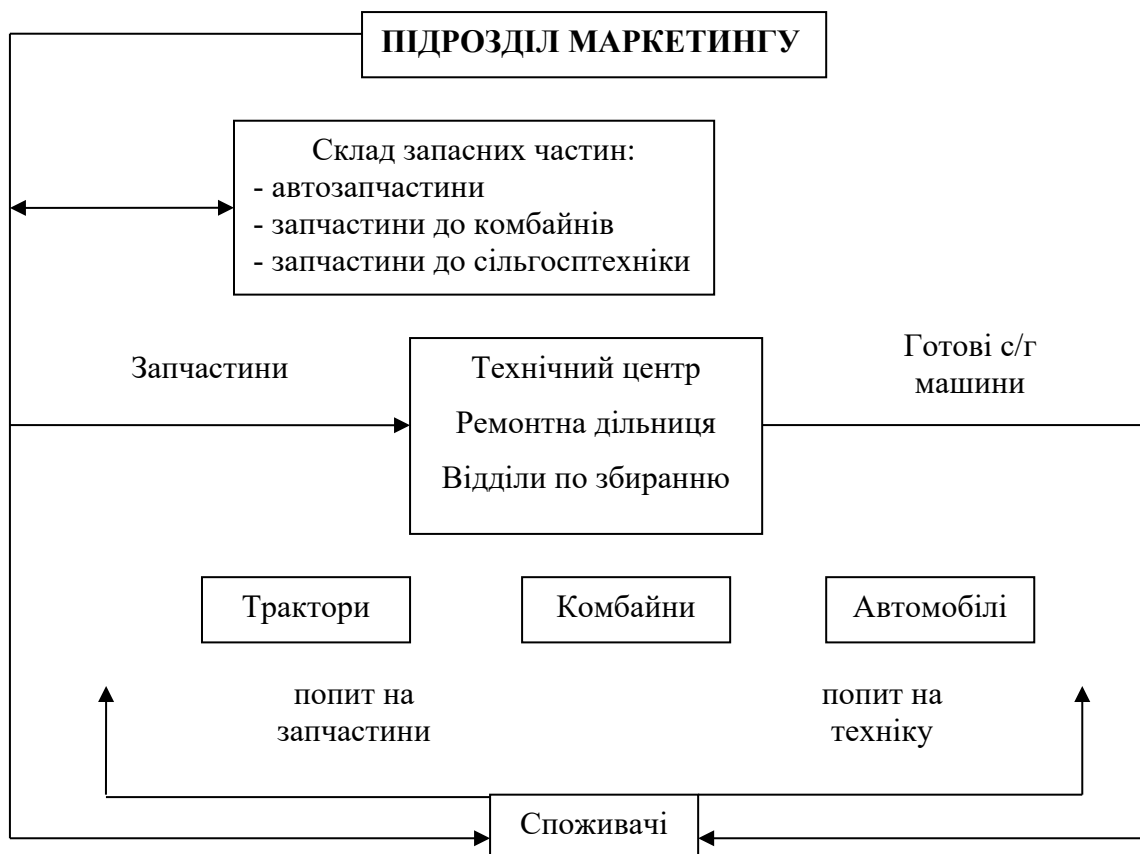 ПІДРОЗДІЛ МАРКЕТИНГУ
Склад запасних частин:
- автозапчастини
- запчастини до комбайнів
- запчастини до сільгосптехніки
Запчастини
Технічний центр
Ремонтна дільниця
Відділи по збиранню
Готові с/г
машини
Трактори
Комбайни
Автомобілі
попит на
запчастини
попит на
техніку
Споживачі